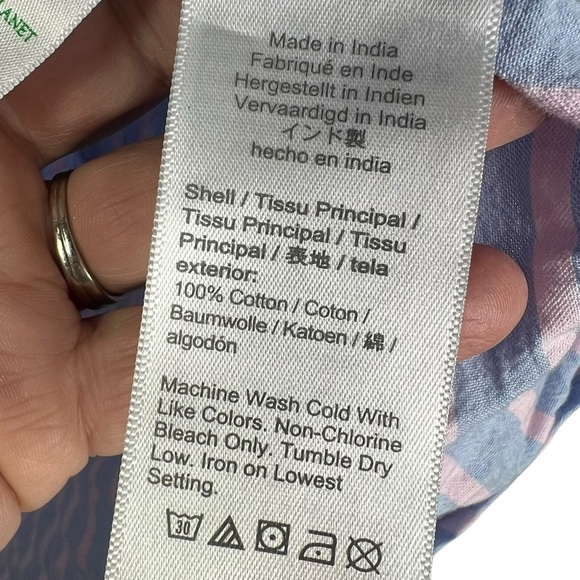 LANET
Made in India
Fabriqué en Inde
Hergestellt in Indien
Vervaardigd in India
インド製
hecho en india
Shell / Tissu Principal /
Tissu Principal / Tissu
Principal / 表地 / tela
exterior:
100% Cotton / Coton /
Baumwolle / Katoen / 綿 /
algodón
Machine Wash Cold With
Like Colors. Non-Chlorine
Bleach Only. Tumble Dry
Low. Iron on Lowest
Setting.
30